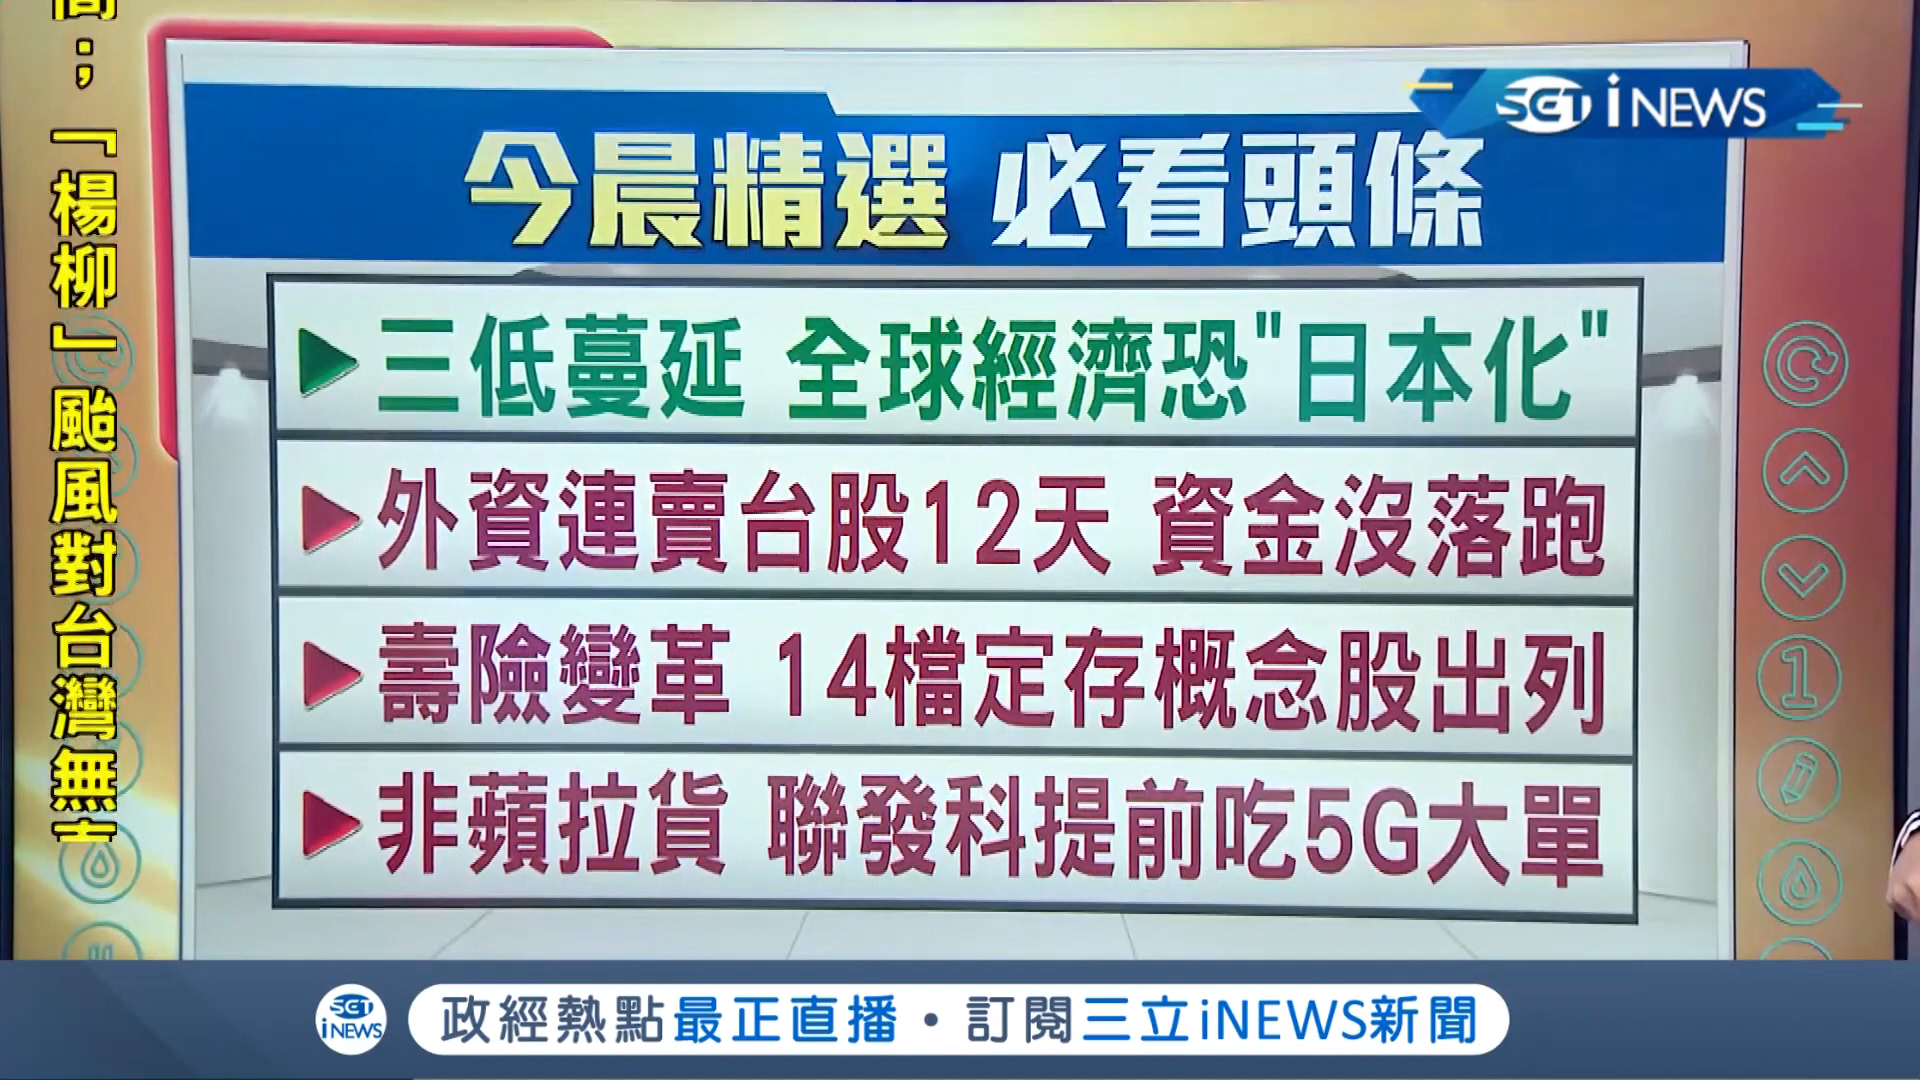 間；「楊柳」颱風對台灣無
SET iNEWS
今晨精選 必看頭條
三低蔓延 全球經濟恐"日本化"
外資連賣台股12天 資金沒落跑
壽險變革 14檔定存概念股出列
非蘋拉貨 聯發科提前吃5G大單
1
SET
iNEWS
政經熱點最正直播・訂閱三立iNEWS新聞